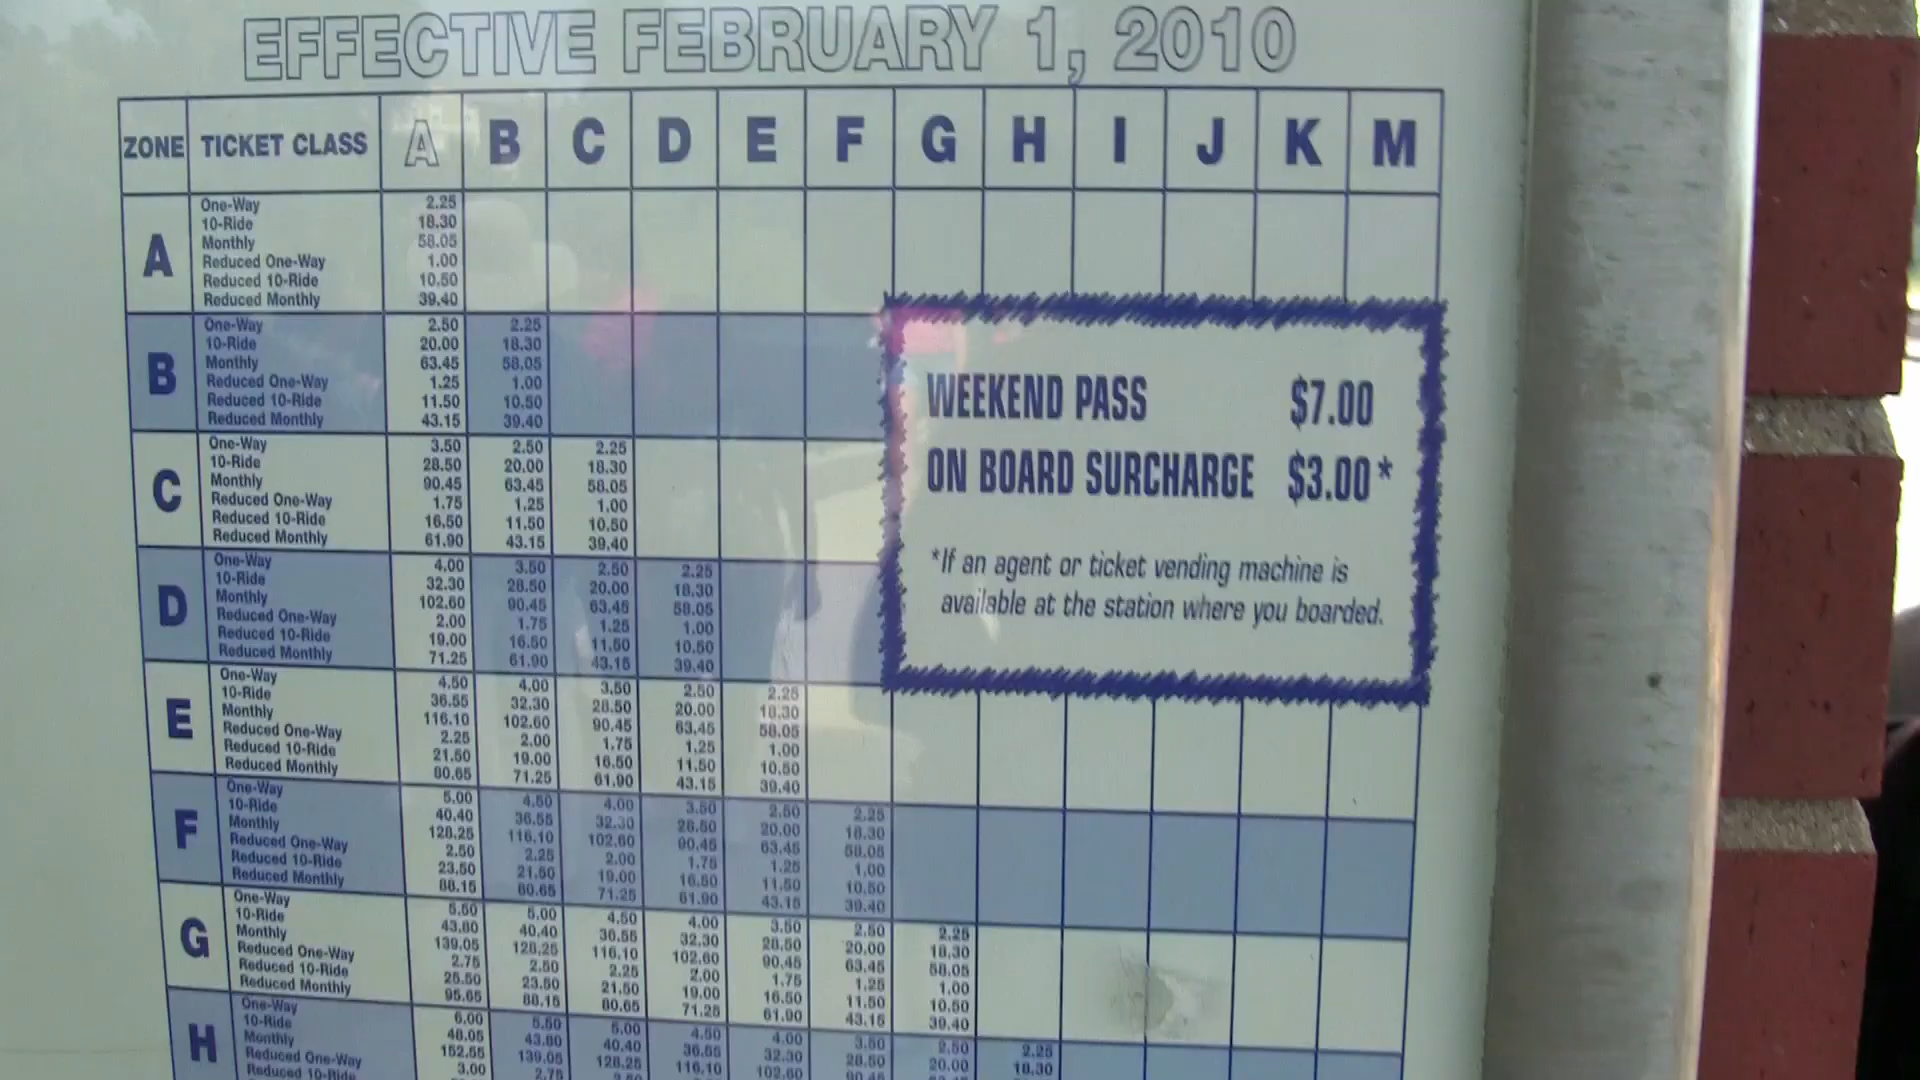 EFFECTIVE FEBRUARY 1, 2010
ZONE TICKET CLASS A B C D E F G H I J K M
A
One-Way 2.25
10-Ride 18.30
Monthly 58.05
Reduced One-Way 1.00
Reduced 10-Ride 10.50
Reduced Monthly 39.40
B
One-Way 2.50 2.25
10-Ride 20.00 18.30
Monthly 63.45 58.05
Reduced One-Way 1.25 1.00
Reduced 10-Ride 11.50 10.50
Reduced Monthly 43.15 39.40
C
One-Way 3.50 2.50 2.25
10-Ride 28.50 20.00 18.30
Monthly 90.45 63.45 58.05
Reduced One-Way 1.75 1.25 1.00
Reduced 10-Ride 16.50 11.50 10.50
Reduced Monthly 61.90 43.15 39.40
D
One-Way 4.00 3.50 2.50 2.25
10-Ride 32.30 28.50 20.00 18.30
Monthly 102.60 90.45 63.45 58.05
Reduced One-Way 2.00 1.75 1.25 1.00
Reduced 10-Ride 19.00 16.50 11.50 10.50
Reduced Monthly 71.25 61.90 43.15 39.40
E
One-Way 4.50 4.00 3.50 2.50 2.25
10-Ride 36.55 32.30 28.50 20.00 18.30
Monthly 116.10 102.60 90.45 63.45 58.05
Reduced One-Way 2.25 2.00 1.75 1.25 1.00
Reduced 10-Ride 21.50 19.00 16.50 11.50 10.50
Reduced Monthly 80.65 71.25 61.90 43.15 39.40
F
One-Way 5.00 4.50 4.00 3.50 2.50 2.25
10-Ride 40.40 36.55 32.30 28.50 20.00 18.30
Monthly 128.25 116.10 102.60 90.45 63.45 58.05
Reduced One-Way 2.50 2.25 2.00 1.75 1.25 1.00
Reduced 10-Ride 23.50 21.50 19.00 16.50 11.50 10.50
Reduced Monthly 88.15 80.65 71.25 61.90 43.15 39.40
G
One-Way 5.50 5.00 4.50 4.00 3.50 2.50 2.25
10-Ride 43.80 40.40 36.55 32.30 28.50 20.00 18.30
Monthly 139.05 128.25 116.10 102.60 90.45 63.45 58.05
Reduced One-Way 2.75 2.50 2.25 2.00 1.75 1.25 1.00
Reduced 10-Ride 25.50 23.50 21.50 19.00 16.50 11.50 10.50
Reduced Monthly 95.65 88.15 80.65 71.25 61.90 43.15 39.40
H
One-Way 6.00 5.50 5.00 4.50 4.00 3.50 2.50 2.25
10-Ride 48.05 43.80 40.40 36.55 32.30 28.50 20.00 18.30
Monthly 152.55 139.05 128.25 116.10 102.60
Reduced One-Way 3.00 2.75
Reduced 10-Ride
WEEKEND PASS $7.00
ON BOARD SURCHARGE $3.00*
*If an agent or ticket vending machine is
available at the station where you boarded.